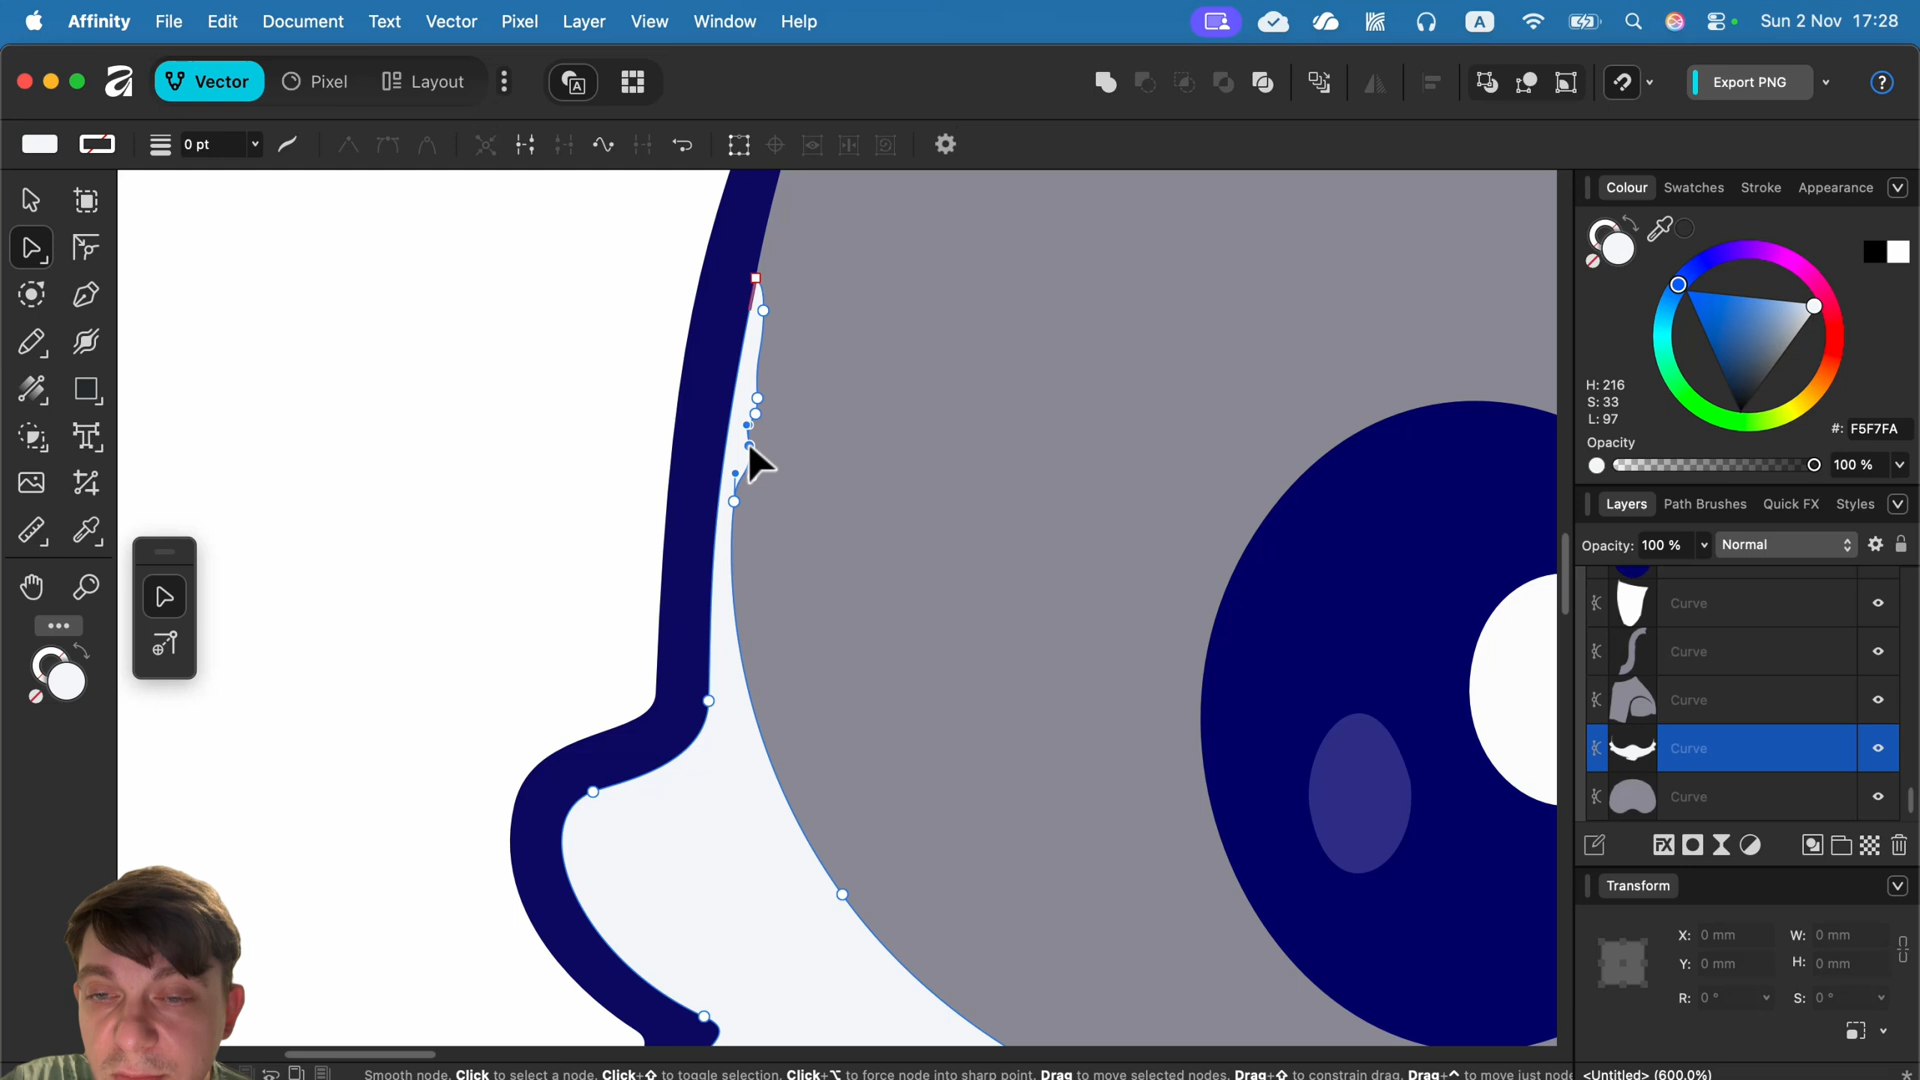 Affinity File Edit Document Text Vector Pixel Layer View Window Help A Sun 2 Nov 17:28
Vector Pixel Layout Export PNG ?
0 pt
Colour Swatches Stroke Appearance
H: 216
S: 33
L: 97
#: F5F7FA
Opacity
100 %
Layers Path Brushes Quick FX Styles
Opacity: 100 % Normal
Curve
Curve
Curve
Curve
Curve
FX
Transform
X: 0 mm W: 0 mm
Y: 0 mm H: 0 mm
R: 0 ° S: 0 °
Smooth node. Click to select a node. Click+⇧ to toggle selection. Click+⌥ to force node into sharp point. Drag to move selected nodes. Drag+⇧ to constrain drag. Drag+^ to move just node <Untitled> (600.0%)